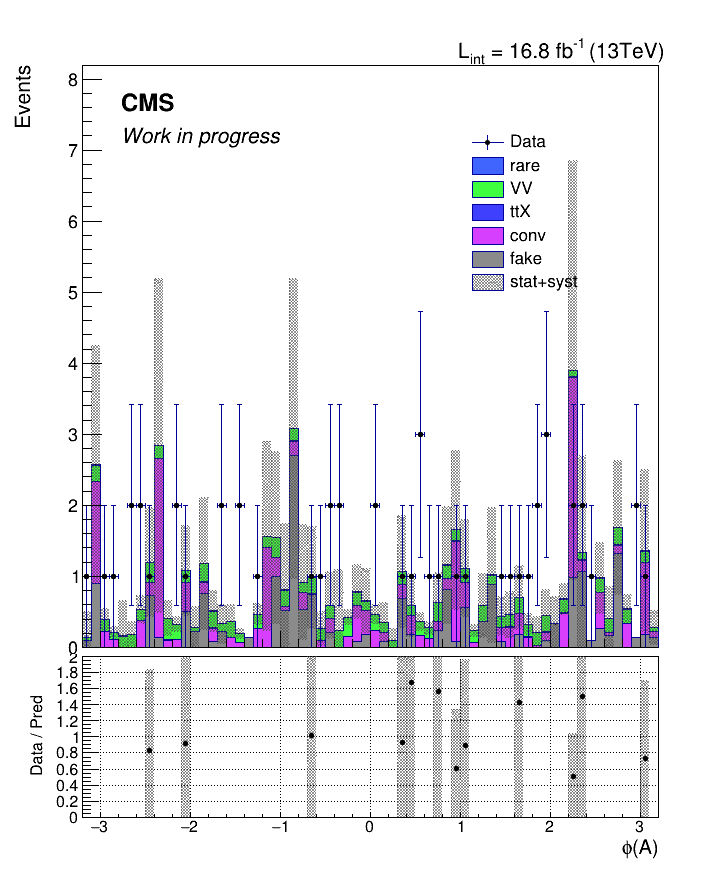 L_int = 16.8 fb^-1 (13TeV)
Events
8
CMS
Work in progress
7
Data
rare
VV
ttX
conv
fake
stat+syst
6
5
4
3
2
1
0
Data / Pred
2
1.8
1.6
1.4
1.2
1
0.8
0.6
0.4
0.2
0
−3 −2 −1 0 1 2 3
ϕ(A)